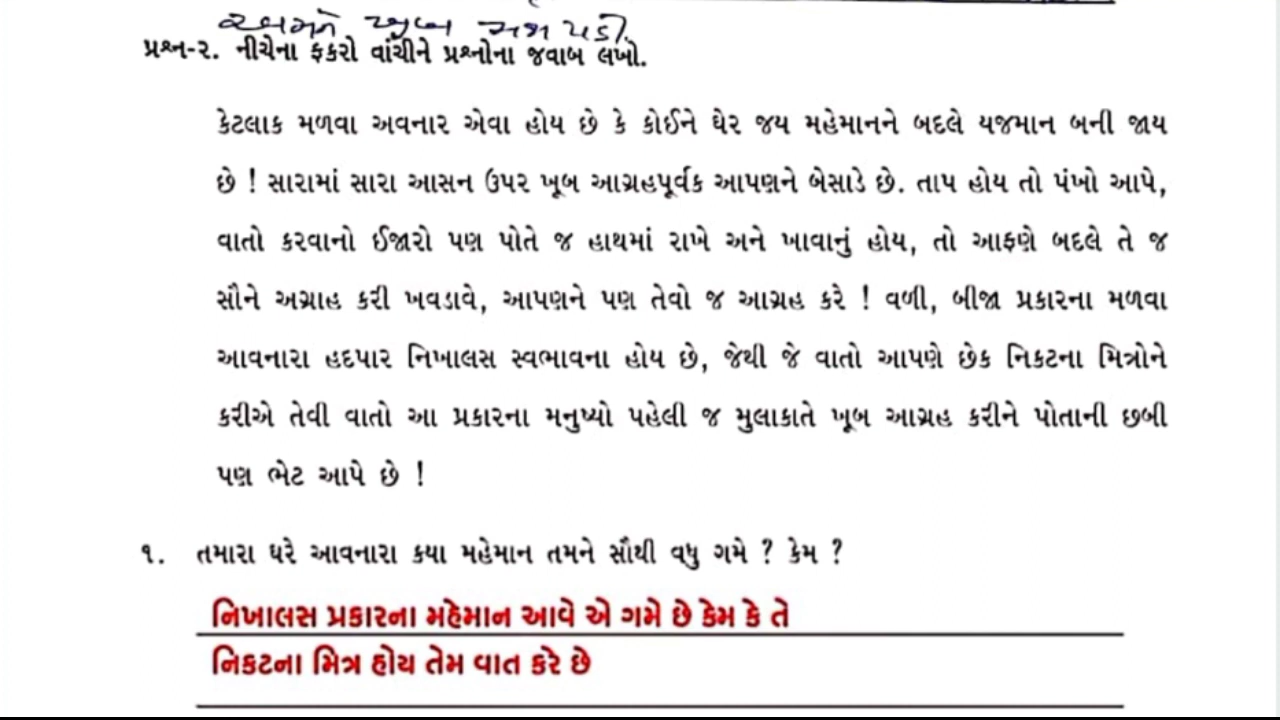 ખુબ મજા પડી.
પ્રશ્ન-૨. નીચેના ફકરો વાંચીને પ્રશ્નોના જવાબ લખો.
કેટલાક મળવા અવનાર એવા હોય છે કે કોઈને ઘેર જય મહેમાનને બદલે યજમાન બની જાય
છે ! સારામાં સારા આસન ઉપર ખૂબ આગ્રહપૂર્વક આપણને બેસાડે છે. તાપ હોય તો પંખો આપે,
વાતો કરવાનો ઈજારો પણ પોતે જ હાથમાં રાખે અને ખાવાનું હોય, તો આફણે બદલે તે જ
સૌને અગ્રાહ કરી ખવડાવે, આપણને પણ તેવો જ આગ્રહ કરે ! વળી, બીજા પ્રકારના મળવા
આવનારા હદપાર નિખાલસ સ્વભાવના હોય છે, જેથી જે વાતો આપણે છેક નિકટના મિત્રોને
કરીએ તેવી વાતો આ પ્રકારના મનુષ્યો પહેલી જ મુલાકાતે ખૂબ આગ્રહ કરીને પોતાની છબી
પણ ભેટ આપે છે !
૧. તમારા ઘરે આવનારા કયા મહેમાન તમને સૌથી વધુ ગમે ? કેમ ?
નિખાલસ પ્રકારના મહેમાન આવે એ ગમે છે કેમ કે તે
નિકટના મિત્ર હોય તેમ વાત કરે છે